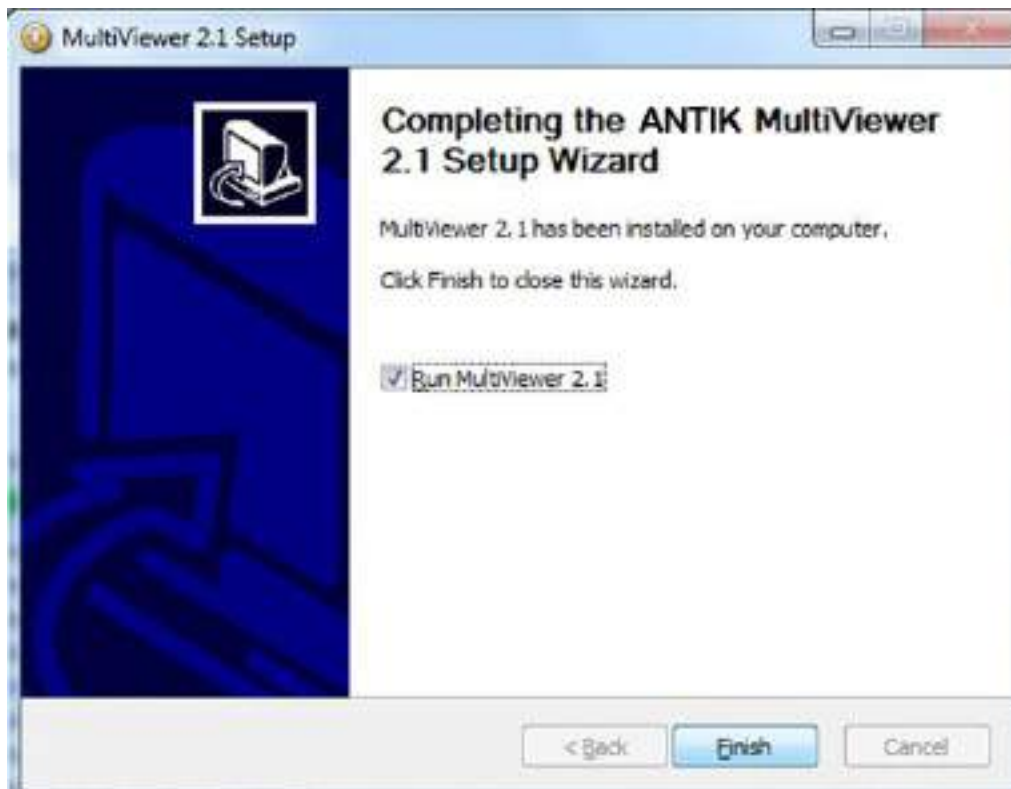 MultiViewer 2.1 Setup
Completing the ANTIK MultiViewer
2.1 Setup Wizard
MultiViewer 2.1 has been installed on your computer.
Click Finish to close this wizard.
Run MultiViewer 2.1
< Back
Finish
Cancel